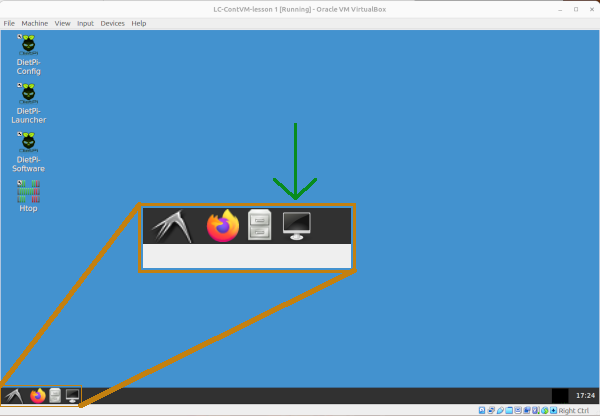 LC-ContVM-lesson 1 [Running] - Oracle VM VirtualBox
File Machine View Input Devices Help
DietPi-
Config
DietPi-
Launcher
DietPi-
Software
Htop
17:24
Right Ctrl